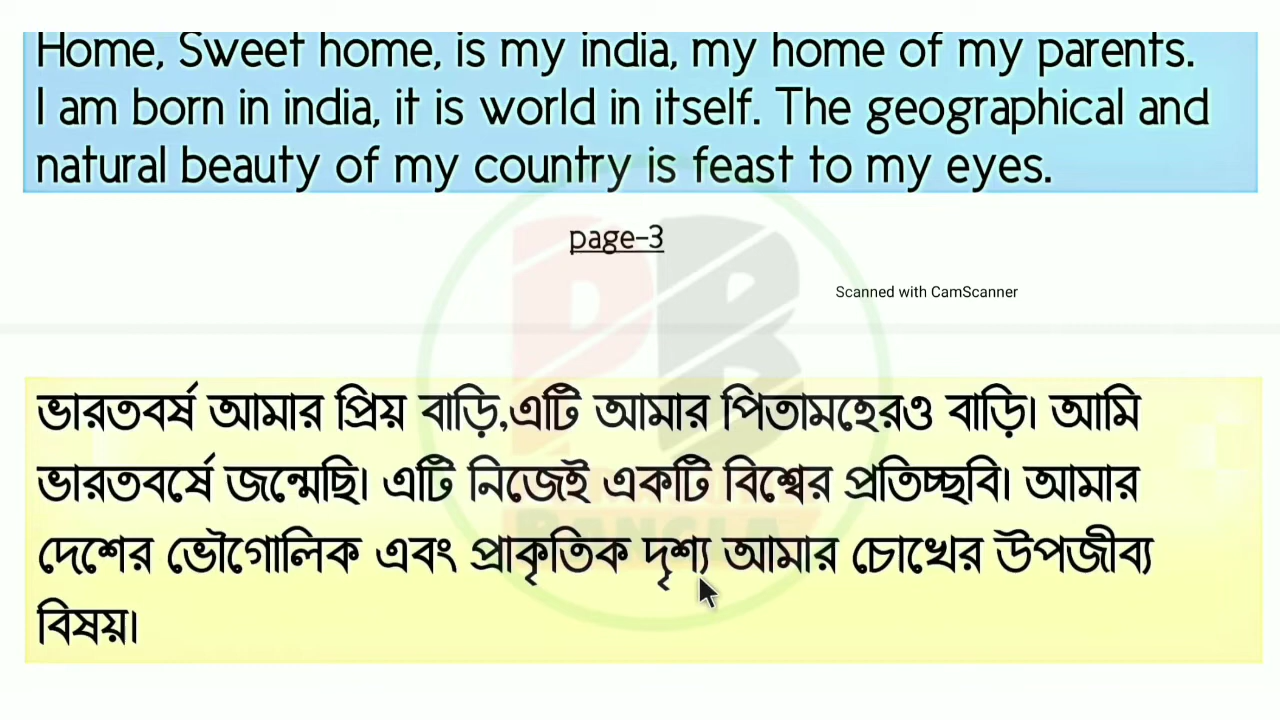 Home, Sweet home, is my india, my home of my parents.
I am born in india, it is world in itself. The geographical and
natural beauty of my country is feast to my eyes.
page-3
Scanned with CamScanner
ভারতবর্ষ আমার প্রিয় বাড়ি,এটি আমার পিতামহেরও বাড়ি। আমি
ভারতবর্ষে জন্মেছি। এটি নিজেই একটি বিশ্বের প্রতিচ্ছবি। আমার
দেশের ভৌগোলিক এবং প্রাকৃতিক দৃশ্য আমার চোখের উপজীব্য
বিষয়।
PB
BANGLA